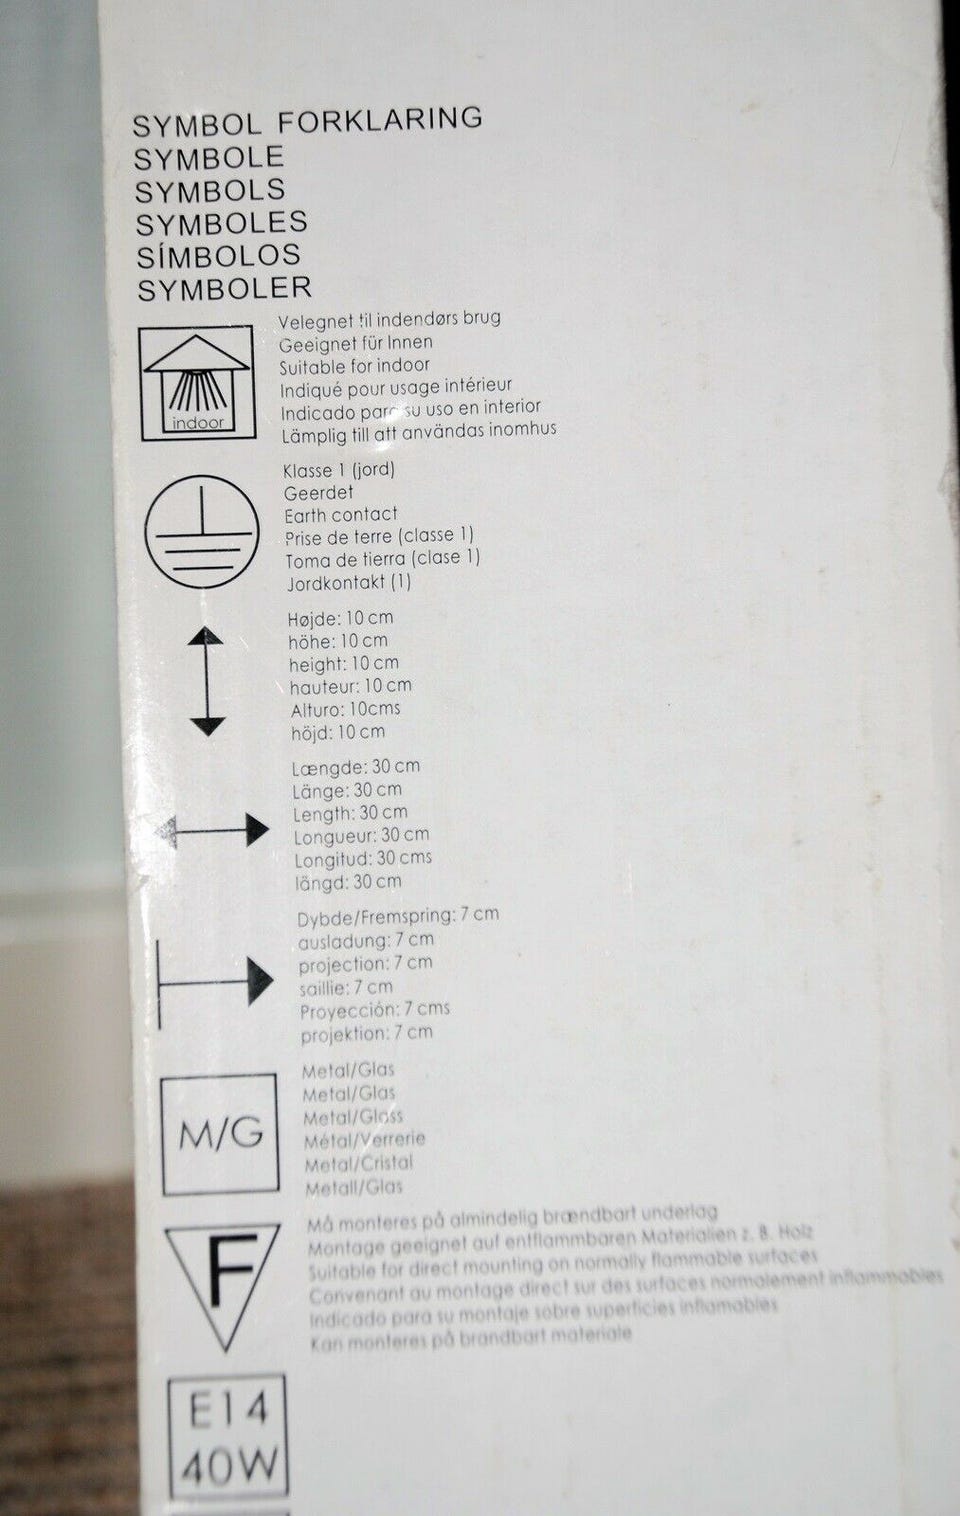 SYMBOL FORKLARING
SYMBOLE
SYMBOLS
SYMBOLES
SÍMBOLOS
SYMBOLER
indoor
Velegnet til indendørs brug
Geeignet für Innen
Suitable for indoor
Indiqué pour usage intérieur
Indicado para su uso en interior
Lämplig till att användas inomhus
Klasse 1 (jord)
Geerdet
Earth contact
Prise de terre (classe 1)
Toma de tierra (clase 1)
Jordkontakt (1)
Højde: 10 cm
höhe: 10 cm
height: 10 cm
hauteur: 10 cm
Alturo: 10cms
höjd: 10 cm
Længde: 30 cm
Länge: 30 cm
Length: 30 cm
Longueur: 30 cm
Longitud: 30 cms
längd: 30 cm
Dybde/Fremspring: 7 cm
ausladung: 7 cm
projection: 7 cm
saillie: 7 cm
Proyección: 7 cms
projektion: 7 cm
M/G
Metal/Glas
Metal/Glas
Metal/Glass
Métal/Verrerie
Metal/Cristal
Metall/Glas
F
Må monteres på almindelig brændbart underlag
Montage geeignet auf entflammbaren Materialien z. B. Holz
Suitable for direct mounting on normally flammable surfaces
Convenant au montage direct sur des surfaces normalement inflammables
Indicado para su montaje sobre superficies inflamables
Kan monteres på brandbart materiale
E14
40W